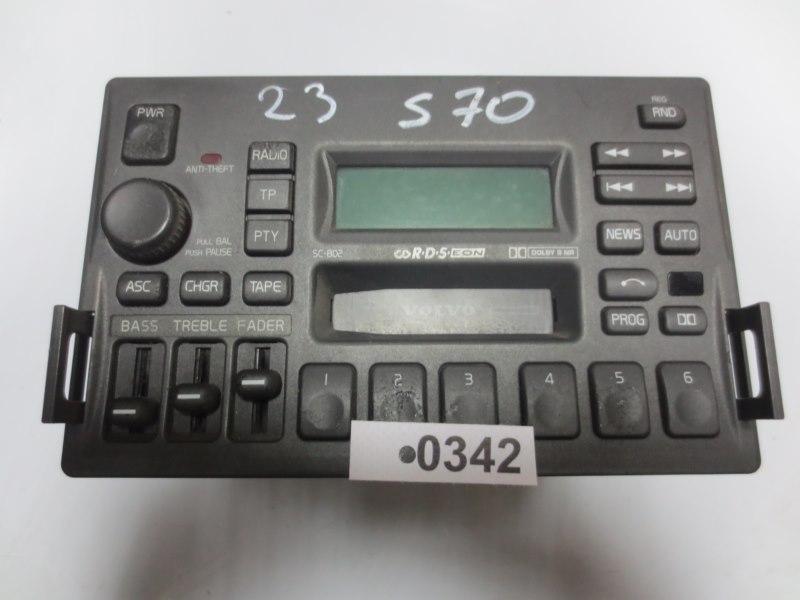 23 S70
PWR
REG
RND
ANTI-THEFT
RADIO
TP
PTY
PULL BAL
PUSH PAUSE
SC-802
R·D·S·EON
DOLBY B NR
NEWS AUTO
ASC CHGR TAPE
VOLVO
PROG
BASS TREBLE FADER
1 2 3 4 5 6
0342